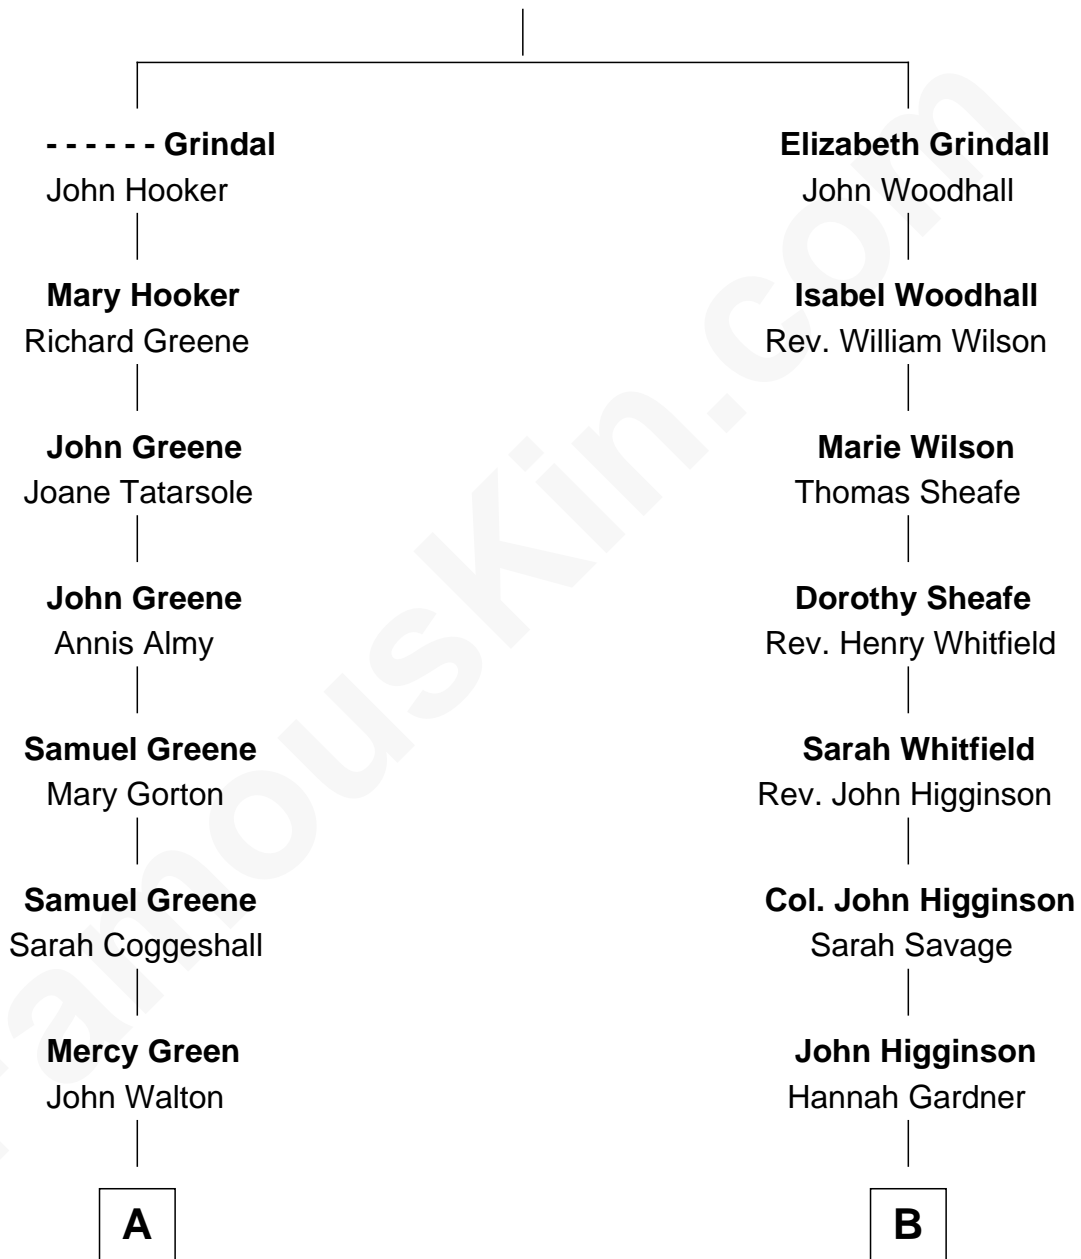 - - - - - - Grindal
John Hooker
Mary Hooker
Richard Greene
John Greene
Joane Tatarsole
John Greene
Annis Almy
Samuel Greene
Mary Gorton
Samuel Greene
Sarah Coggeshall
Mercy Green
John Walton
A
Elizabeth Grindall
John Woodhall
Isabel Woodhall
Rev. William Wilson
Marie Wilson
Thomas Sheafe
Dorothy Sheafe
Rev. Henry Whitfield
Sarah Whitfield
Rev. John Higginson
Col. John Higginson
Sarah Savage
John Higginson
Hannah Gardner
B
FamousKin.com